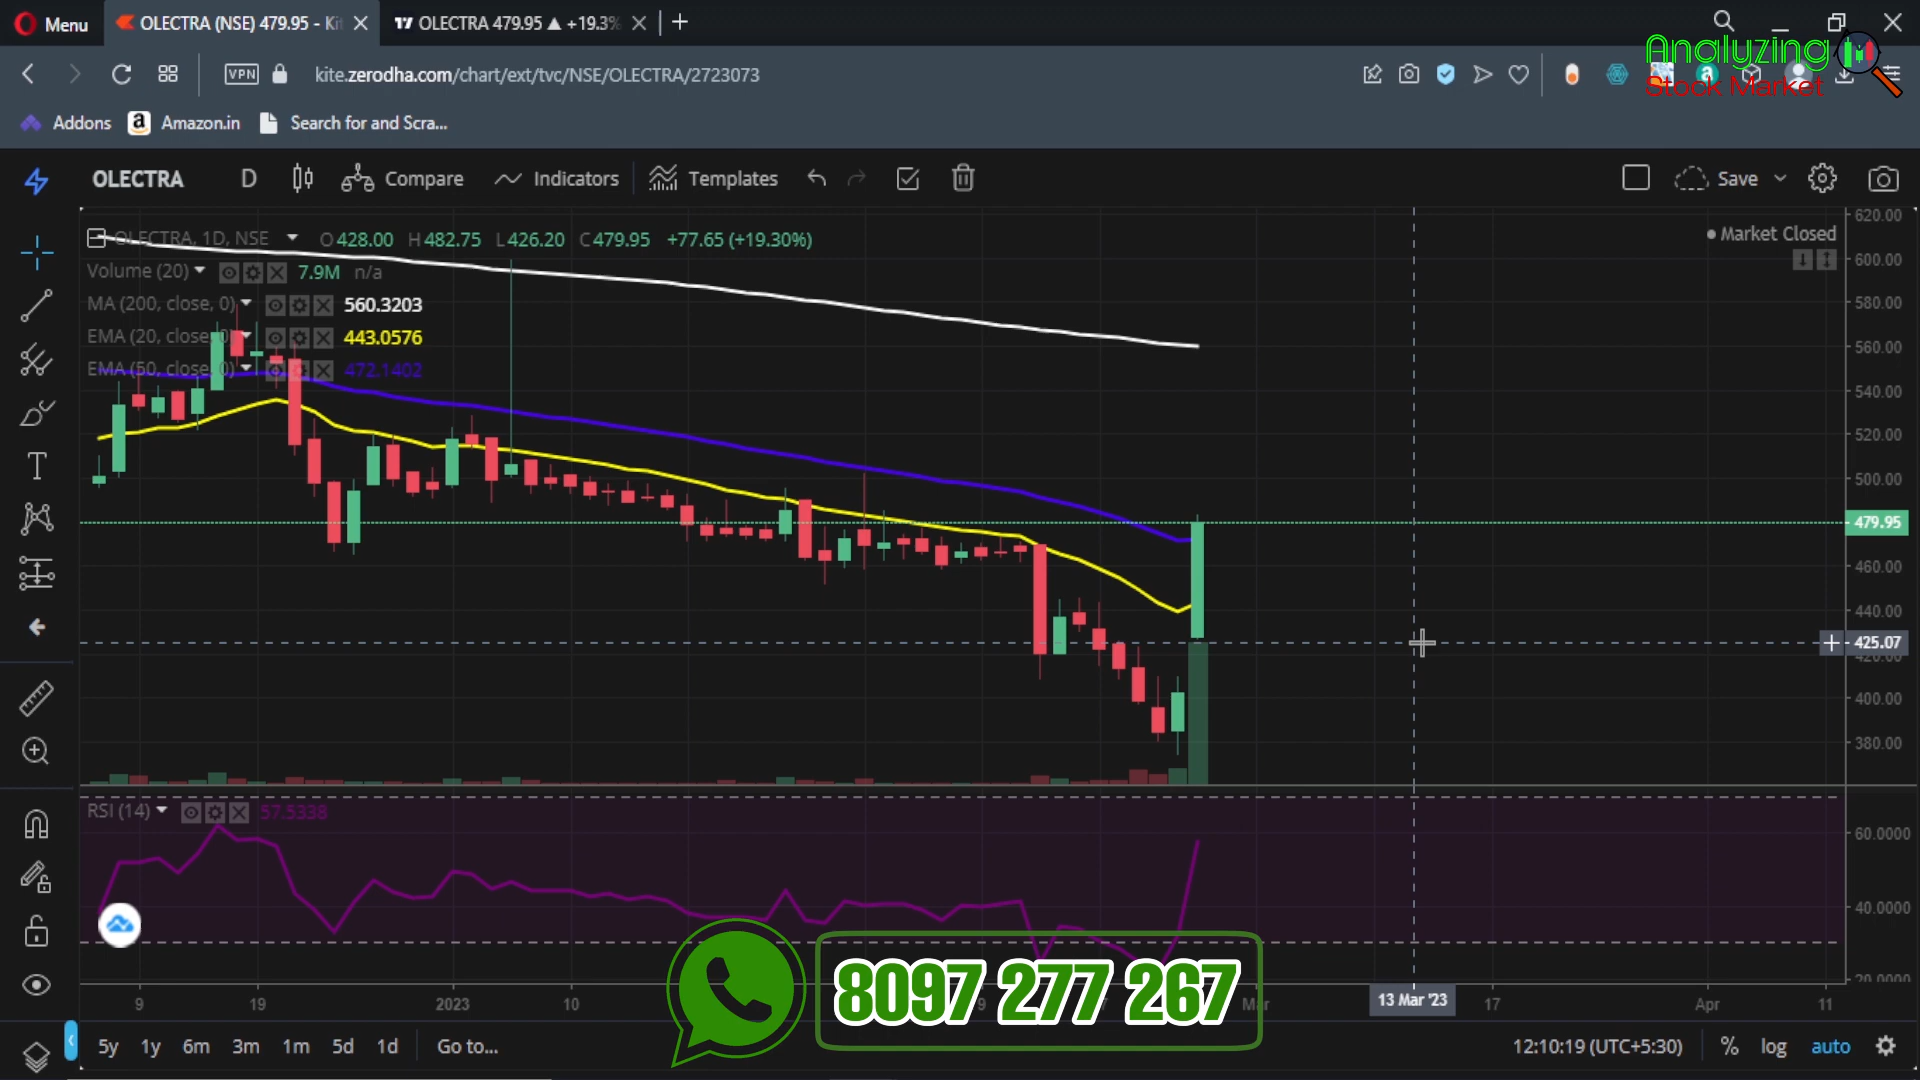 Menu
OLECTRA (NSE) 479.95 - Kit
OLECTRA 479.95 ▲ +19.3%
VPN
kite.zerodha.com/chart/ext/tvc/NSE/OLECTRA/2723073
Analyzing
Stock Market
Addons
Amazon.in
Search for and Scra...
OLECTRA
D
Compare
Indicators
Templates
Save
OLECTRA, 1D, NSE
O428.00 H482.75 L426.20 C479.95 +77.65 (+19.30%)
Market Closed
Volume (20)
7.9M n/a
MA (200, close, 0)
560.3203
EMA (20, close, 0)
443.0576
EMA (50, close, 0)
472.1402
620.00
600.00
580.00
560.00
540.00
520.00
500.00
479.95
460.00
440.00
425.07
420.00
400.00
380.00
RSI (14)
57.5338
60.0000
40.0000
20.0000
8097 277 267
9
19
2023
10
Mar
13 Mar '23
17
Apr
11
5y 1y 6m 3m 1m 5d 1d Go to...
12:10:19 (UTC+5:30)
% log auto